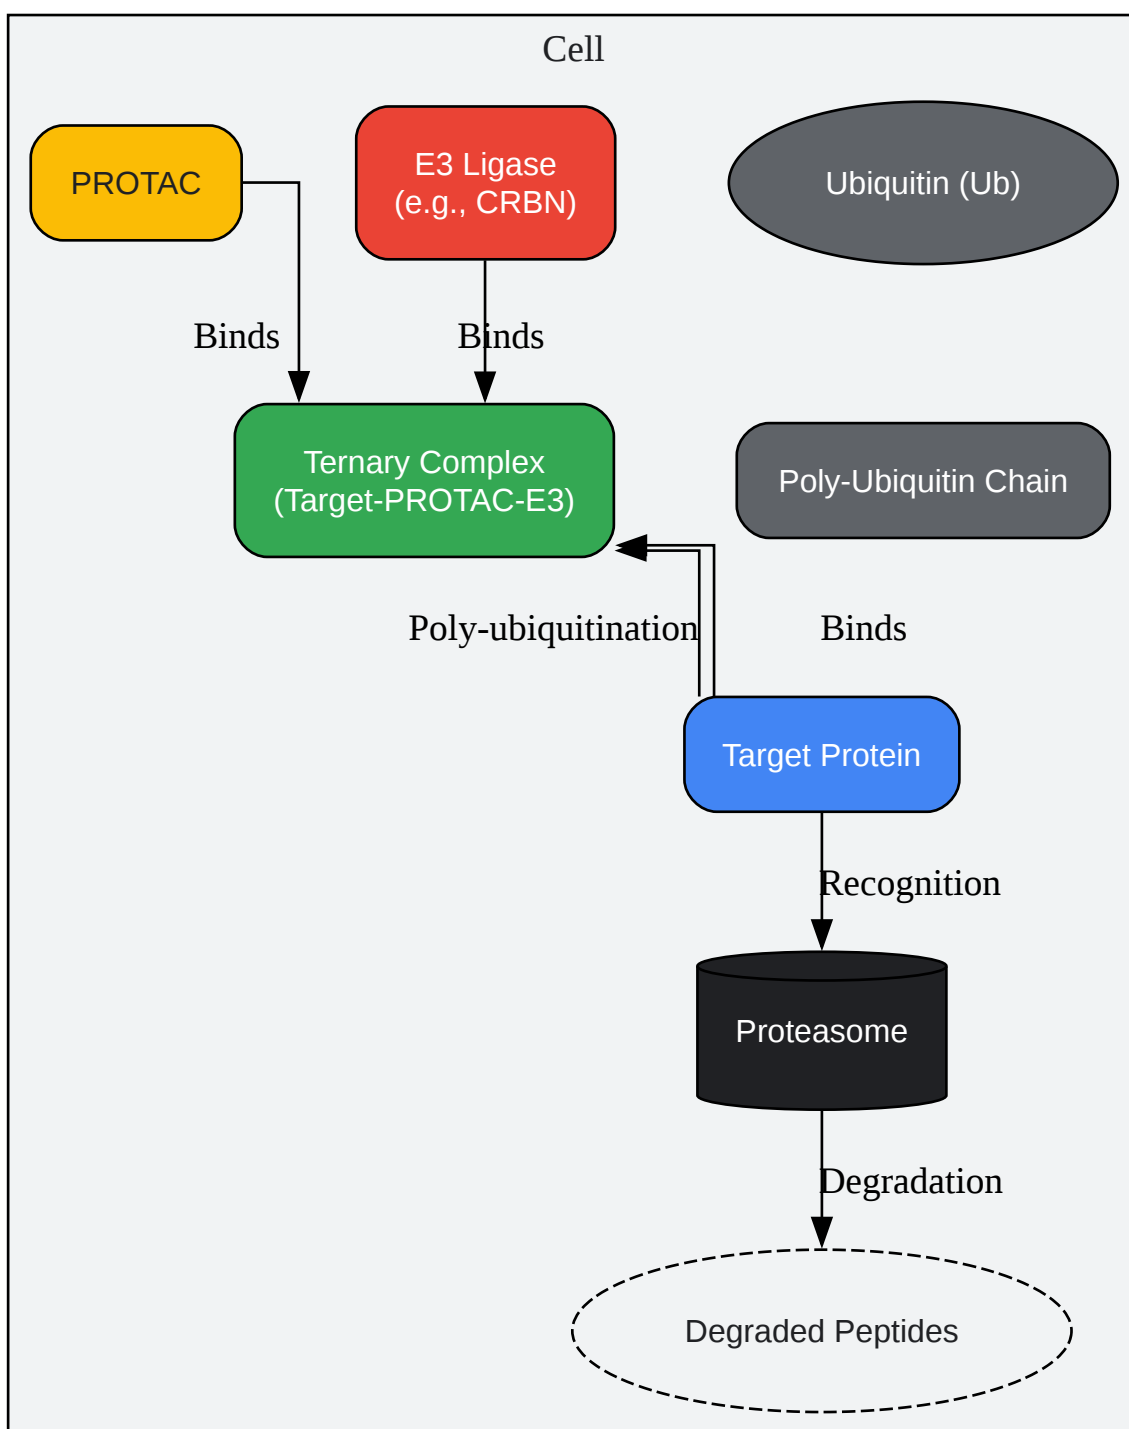 Cell
PROTAC
E3 Ligase
(e.g., CRBN)
Ubiquitin (Ub)
Binds
Binds
Ternary Complex
(Target-PROTAC-E3)
Poly-Ubiquitin Chain
Poly-ubiquitination
Binds
Target Protein
Recognition
Proteasome
Degradation
Degraded Peptides